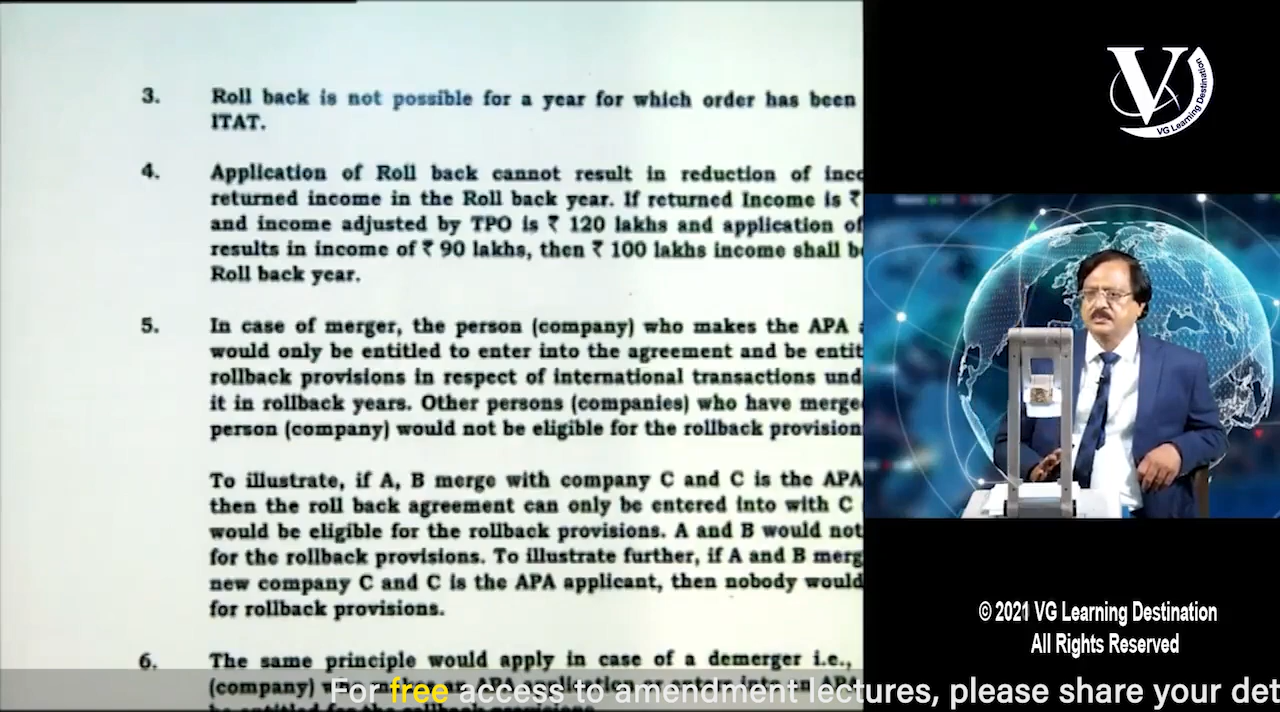 3. Roll back is not possible for a year for which order has been
ITAT.
4. Application of Roll back cannot result in reduction of inco
returned income in the Roll back year. If returned Income is ₹
and income adjusted by TPO is ₹ 120 lakhs and application of
results in income of ₹ 90 lakhs, then ₹ 100 lakhs income shall be
Roll back year.
5. In case of merger, the person (company) who makes the APA a
would only be entitled to enter into the agreement and be entit
rollback provisions in respect of international transactions und
it in rollback years. Other persons (companies) who have merge
person (company) would not be eligible for the rollback provision
To illustrate, if A, B merge with company C and C is the APA
then the roll back agreement can only be entered into with C
would be eligible for the rollback provisions. A and B would not
for the rollback provisions. To illustrate further, if A and B merg
new company C and C is the APA applicant, then nobody would
for rollback provisions.
6. The same principle would apply in case of a demerger i.e.,
(company)
For free access to amendment lectures, please share your det
V
VG Learning Destination
© 2021 VG Learning Destination
All Rights Reserved